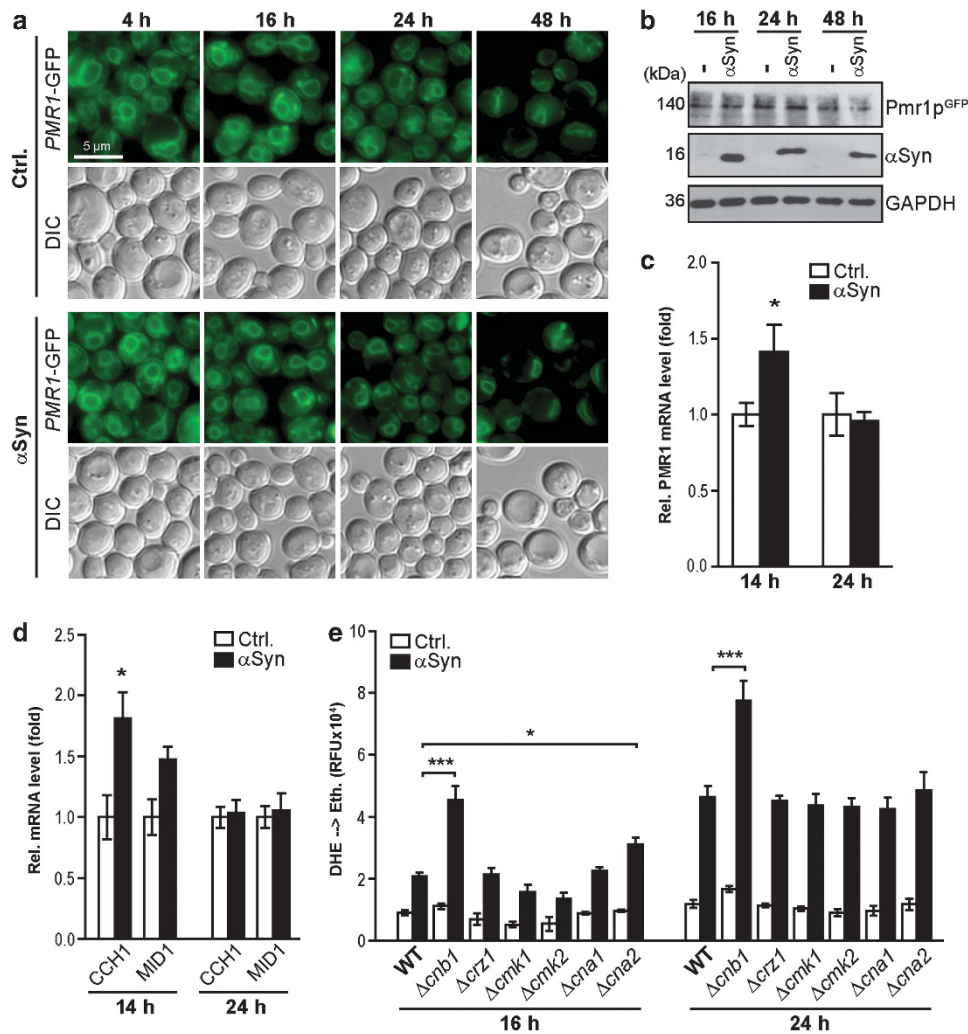 a
4 h 16 h 24 h 48 h
Ctrl.
PMR1-GFP
5 µm
DIC
αSyn
PMR1-GFP
DIC
b
16 h 24 h 48 h
- αSyn - αSyn - αSyn
(kDa)
140 Pmr1pGFP
16 αSyn
36 GAPDH
c
Rel. PMR1 mRNA level (fold)
2.0
1.5
1.0
0.5
0.0
Ctrl.
αSyn
*
14 h 24 h
d
Rel. mRNA level (fold)
2.5
2.0
1.5
1.0
0.5
0.0
Ctrl.
αSyn
*
CCH1 MID1 CCH1 MID1
14 h 24 h
e
DHE --> Eth. (RFUx10⁴)
10
8
6
4
2
0
Ctrl.
αSyn
***
*
***
WT Δcnb1 Δcrz1 Δcmk1 Δcmk2 Δcna1 Δcna2 WT Δcnb1 Δcrz1 Δcmk1 Δcmk2 Δcna1 Δcna2
16 h 24 h